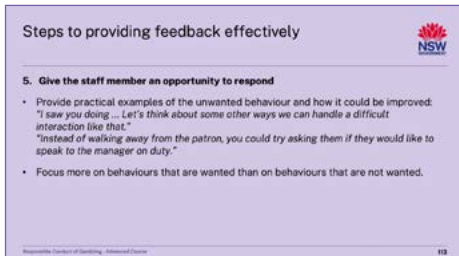 Steps to providing feedback effectively
NSW
GOVERNMENT
5. Give the staff member an opportunity to respond
• Provide practical examples of the unwanted behaviour and how it could be improved:
"I saw you doing ... Let's think about some other ways we can handle a difficult
interaction like that."
"Instead of walking away from the patron, you could try asking them if they would like to
speak to the manager on duty."
• Focus more on behaviours that are wanted than on behaviours that are not wanted.
Responsible Conduct of Gambling - Advanced Course
113